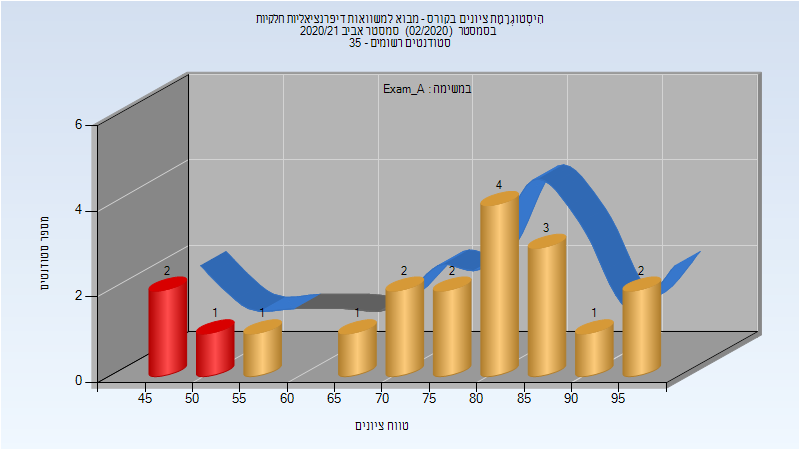 היסטוגרמת ציונים בקורס - מבוא למשוואות דיפרנציאליות חלקיות
בסמסטר (02/2020) סמסטר אביב 2020/21
סטודנטים רשומים - 35
במשימה : Exam_A
מספר סטודנטים
6
4
2
0
2
1
1
1
2
2
4
3
1
2
45 50 55 60 65 70 75 80 85 90 95
טווח ציונים